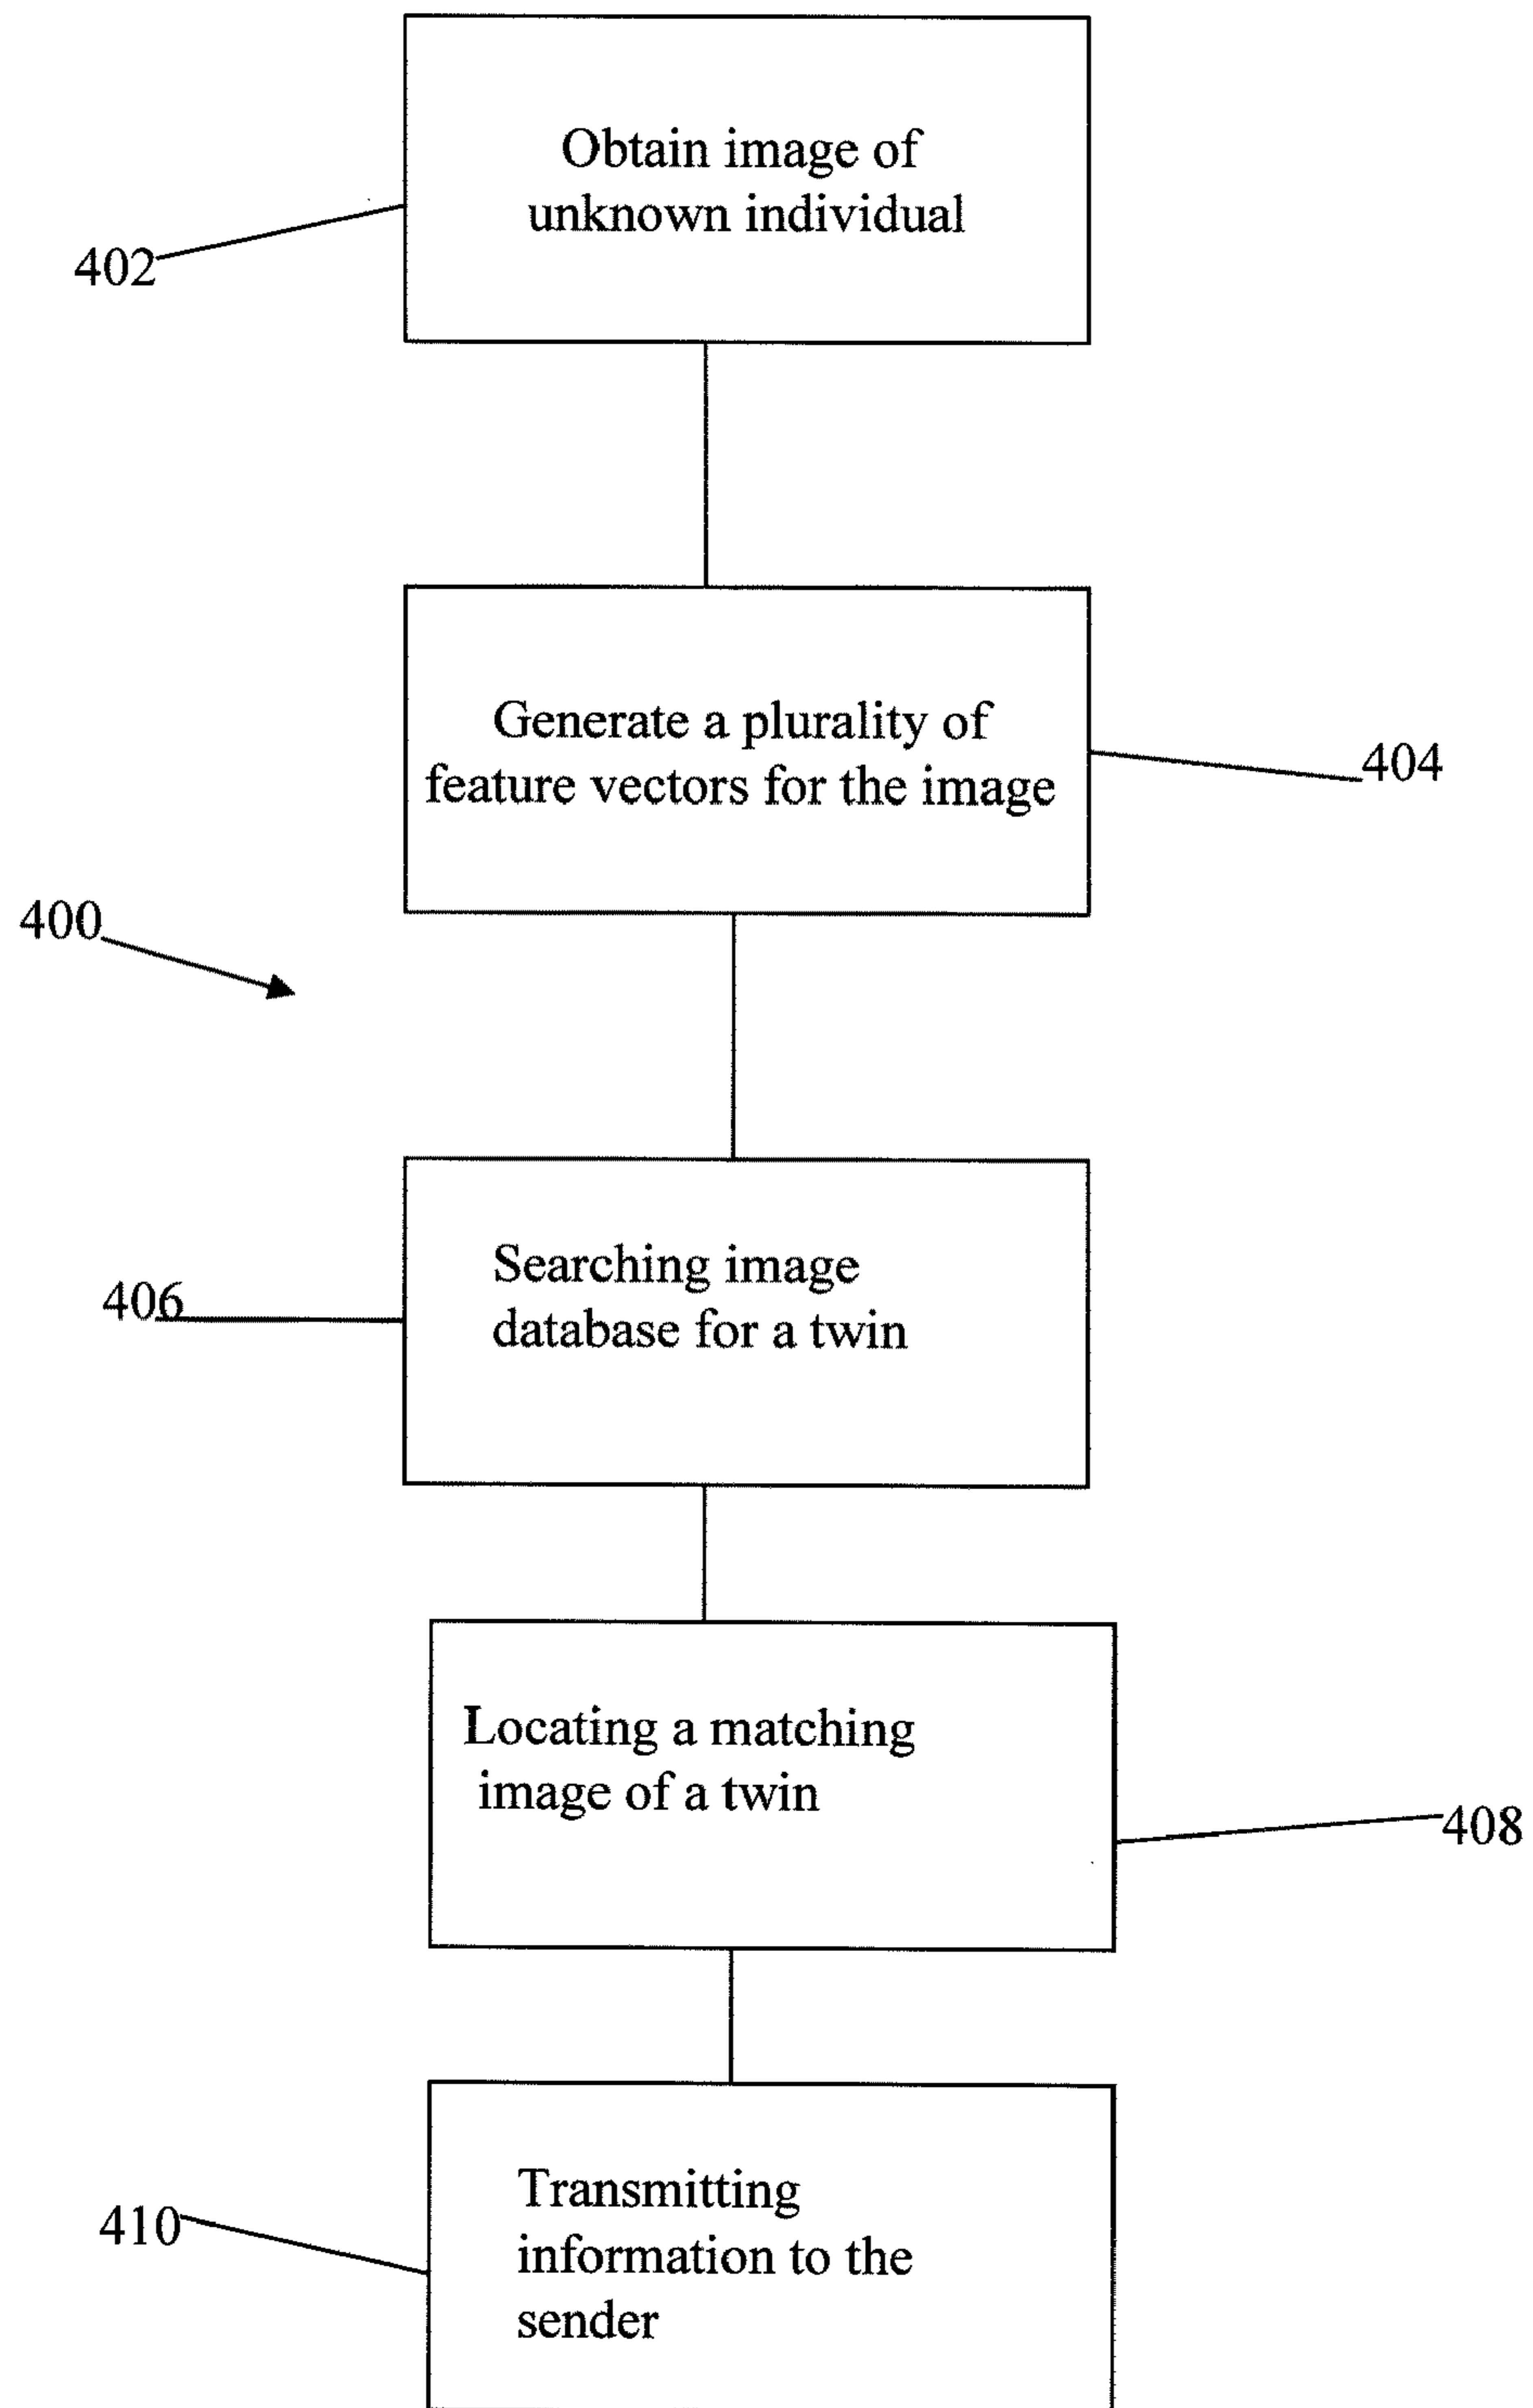 Obtain image of
unknown individual
402
Generate a plurality of
feature vectors for the image
404
400
Searching image
database for a twin
406
Locating a matching
image of a twin
408
Transmitting
information to the
sender
410